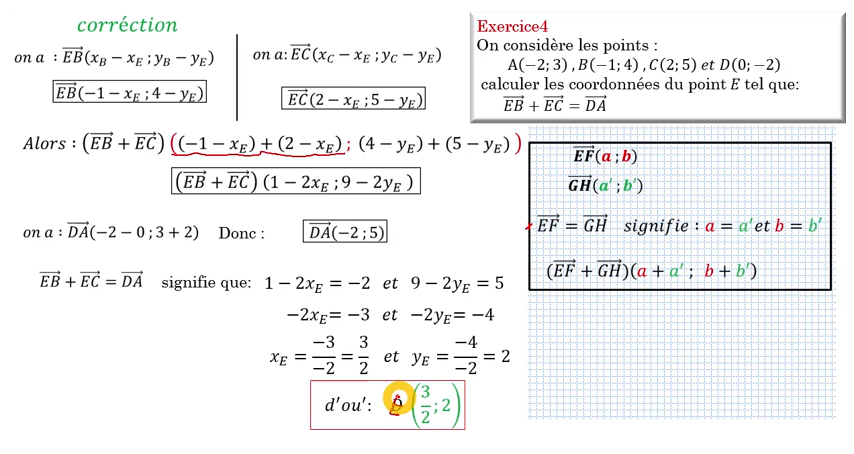 corréction
on a : EB⃗(x_B − x_E ; y_B − y_E)
EB⃗(−1 − x_E ; 4 − y_E)
on a: EC⃗(x_C − x_E ; y_C − y_E)
EC⃗(2 − x_E ; 5 − y_E)
Exercice4
On considère les points :
A(−2; 3) , B(−1; 4) , C(2; 5) et D(0; −2)
calculer les coordonnées du point E tel que:
EB⃗ + EC⃗ = DA⃗
Alors : (EB⃗ + EC⃗) ((−1 − x_E) + (2 − x_E) ; (4 − y_E) + (5 − y_E) )
(EB⃗ + EC⃗) (1 − 2x_E ; 9 − 2y_E )
on a : DA⃗(−2 − 0 ; 3 + 2) Donc : DA⃗(−2 ; 5)
EB⃗ + EC⃗ = DA⃗ signifie que: 1 − 2x_E = −2 et 9 − 2y_E = 5
−2x_E = −3 et −2y_E = −4
x_E = −3/−2 = 3/2 et y_E = −4/−2 = 2
d′ou′: (3/2 ; 2)
EF⃗(a ; b)
GH⃗(a′ ; b′)
EF⃗ = GH⃗ signifie : a = a′ et b = b′
(EF⃗ + GH⃗)(a + a′ ; b + b′)